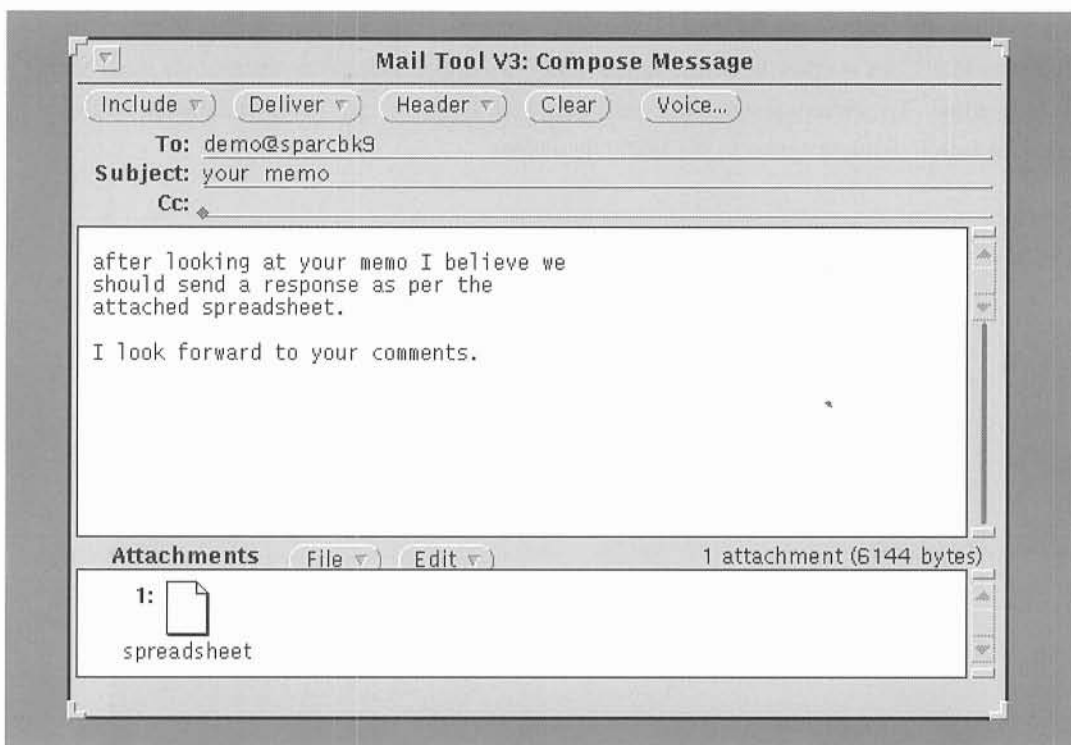 Mail Tool V3: Compose Message
Include Deliver Header Clear Voice...
To: demo@sparcbk9
Subject: your memo
Cc:
after looking at your memo I believe we
should send a response as per the
attached spreadsheet.
I look forward to your comments.
Attachments File Edit 1 attachment (6144 bytes)
1:
spreadsheet